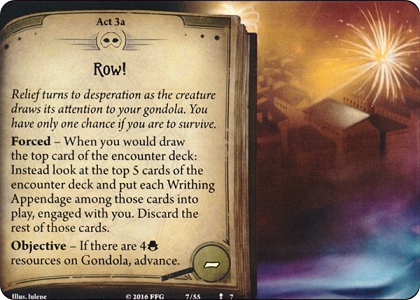 Act 3a
Row!
Relief turns to desperation as the creature
draws its attention to your gondola. You
have only one chance if you are to survive.
Forced – When you would draw
the top card of the encounter deck:
Instead look at the top 5 cards of the
encounter deck and put each Writhing
Appendage among those cards into
play, engaged with you. Discard the
rest of those cards.
Objective – If there are 4
resources on Gondola, advance.
–
Illus. Julepe © 2016 FFG 7/55 7